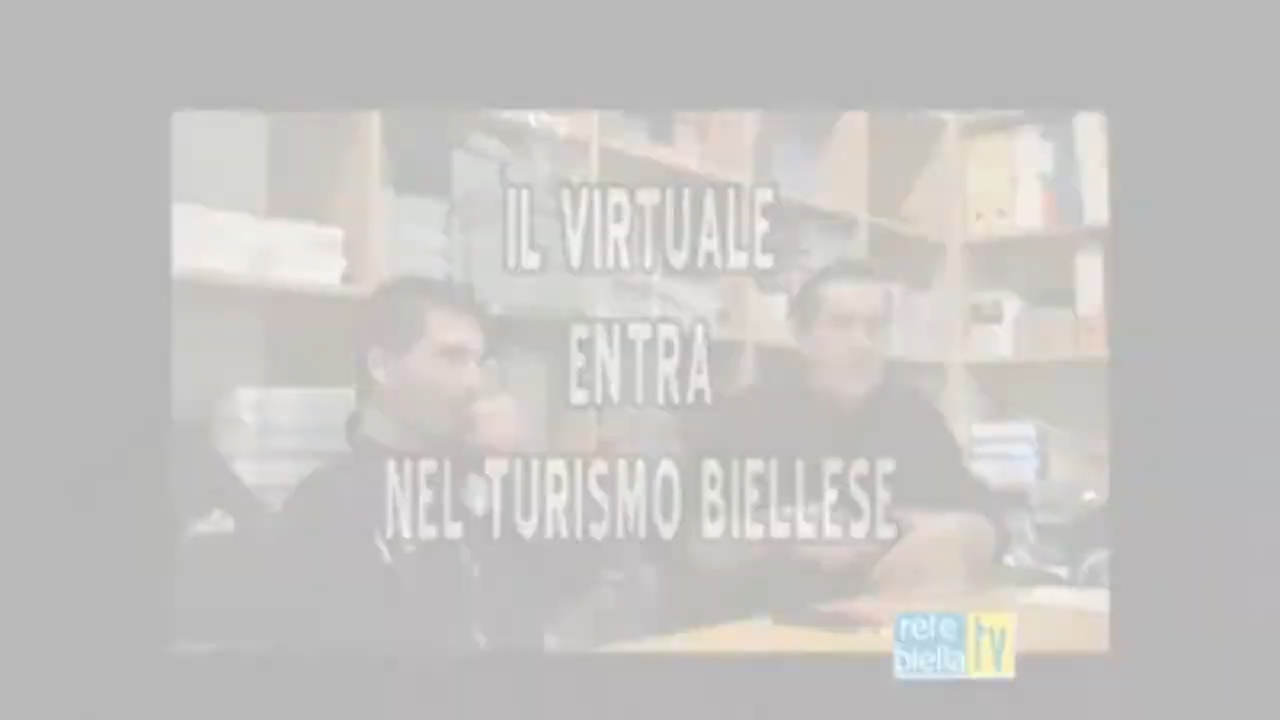 IL VIRTUALE
ENTRA
NEL TURISMO BIELLESE
rete
biella
tv